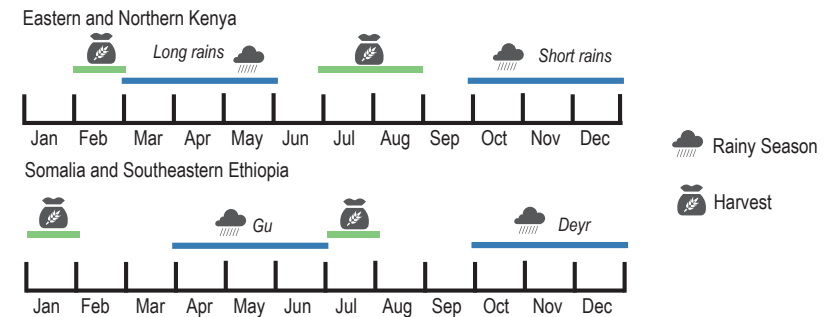 Eastern and Northern Kenya
Long rains
Short rains
Jan Feb Mar Apr May Jun Jul Aug Sep Oct Nov Dec
Rainy Season
Somalia and Southeastern Ethiopia
Harvest
Gu
Deyr
Jan Feb Mar Apr May Jun Jul Aug Sep Oct Nov Dec